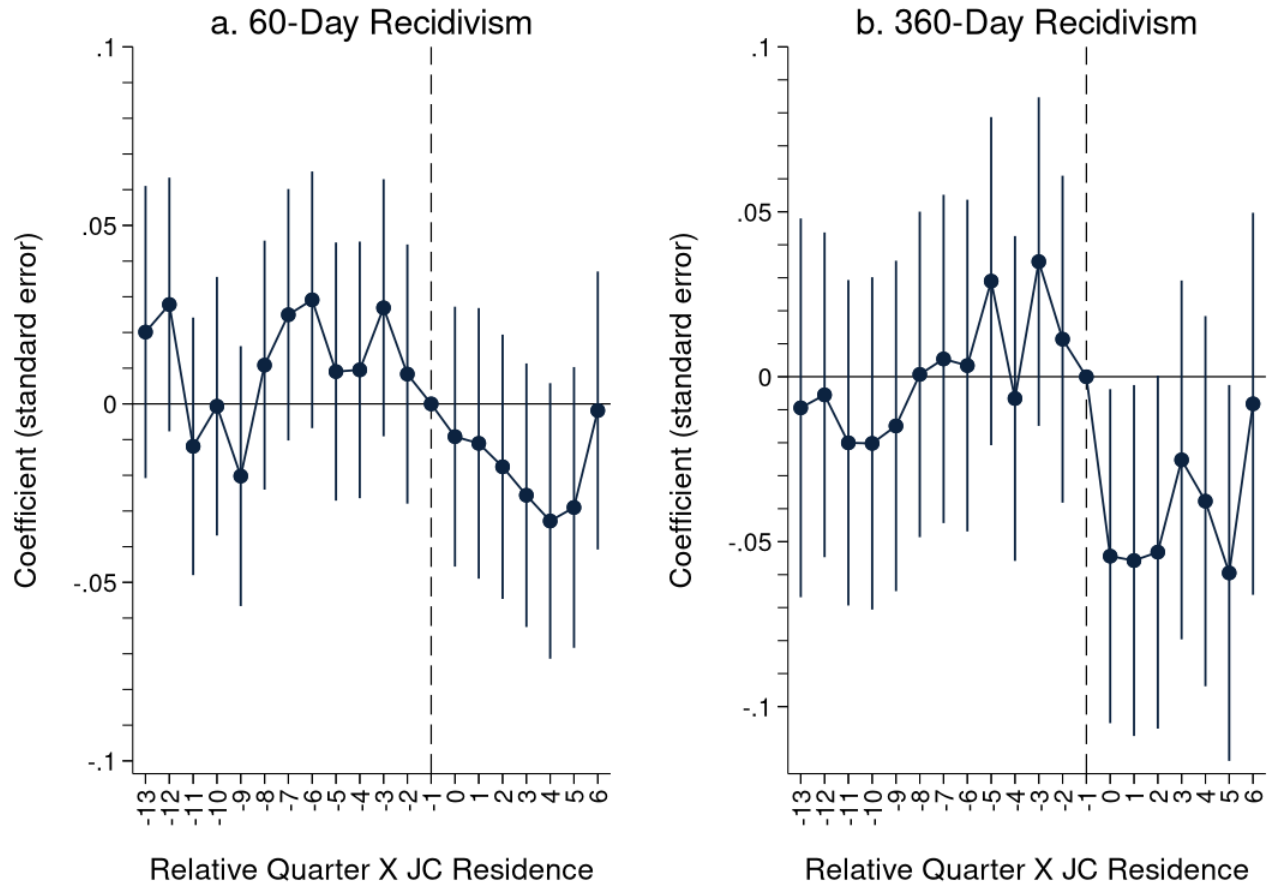 a. 60-Day Recidivism
Coefficient (standard error)
.1
.05
0
-.05
-.1
-13 -12 -11 -10 -9 -8 -7 -6 -5 -4 -3 -2 -1 0 1 2 3 4 5 6
Relative Quarter X JC Residence
b. 360-Day Recidivism
Coefficient (standard error)
.1
.05
0
-.05
-.1
-13 -12 -11 -10 -9 -8 -7 -6 -5 -4 -3 -2 -1 0 1 2 3 4 5 6
Relative Quarter X JC Residence